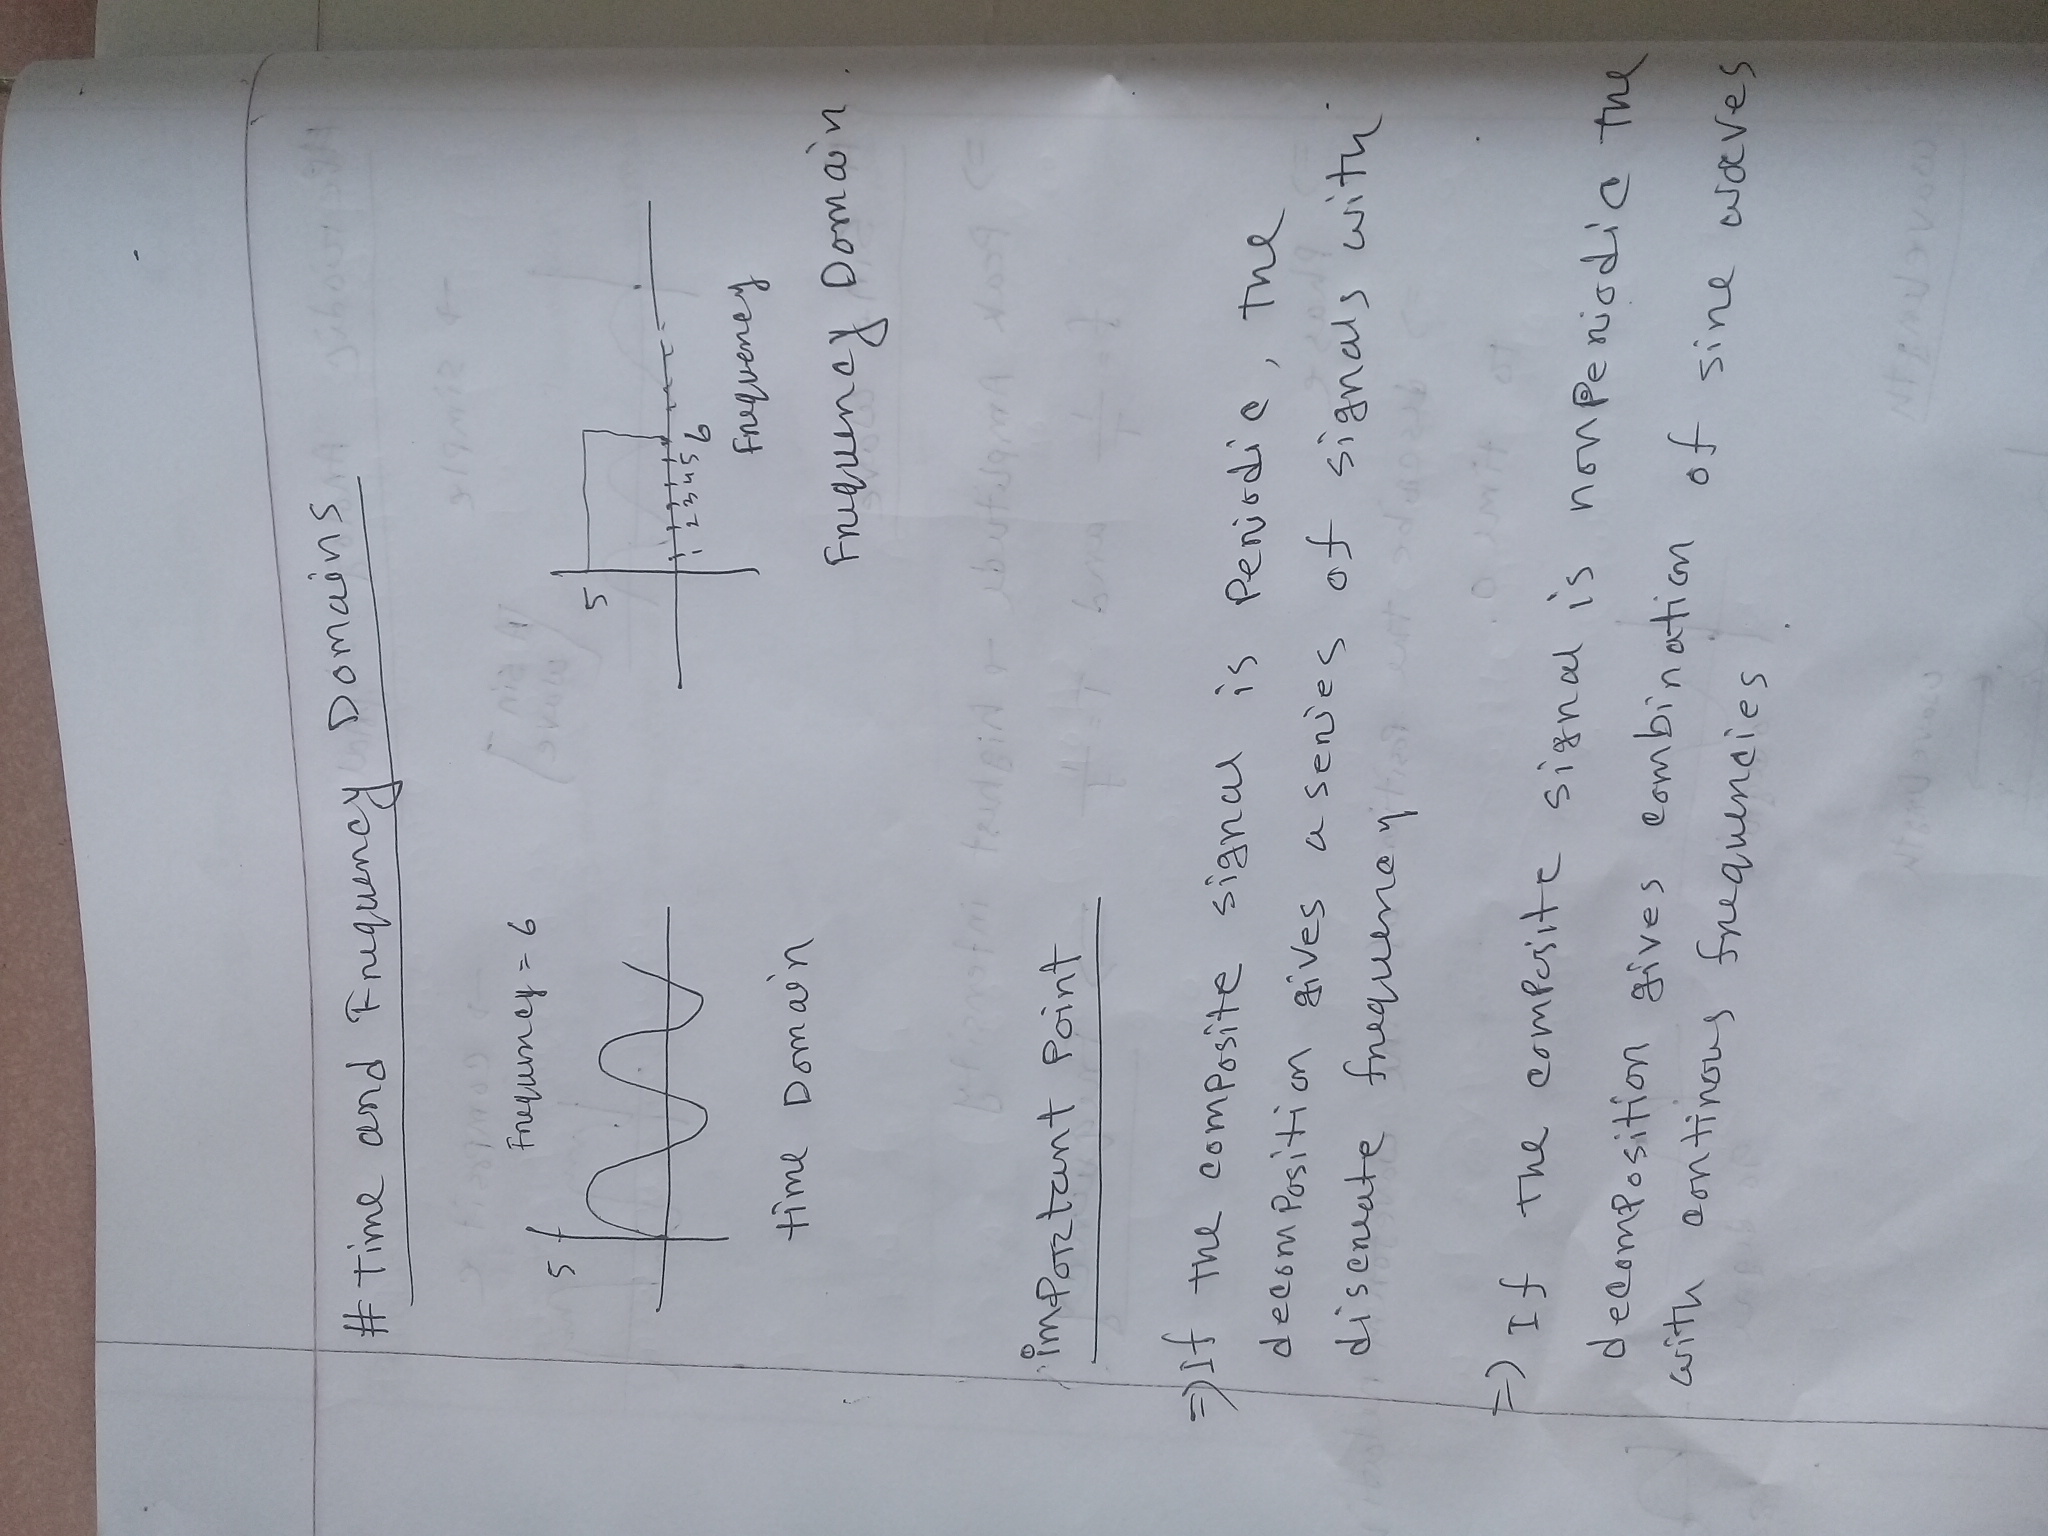 # Time and Frequency Domains
Frequency = 6
5
time Domain
5
1 2 3 4 5 6
Frequency
Frequency Domain.
important Point
=> If the composite signal is Periodic, the
decomposition gives a series of signals with
discreate frequency
=> If the composite signal is nonperiodic the
decomposition gives combination of sine waves
with continous frequencies.